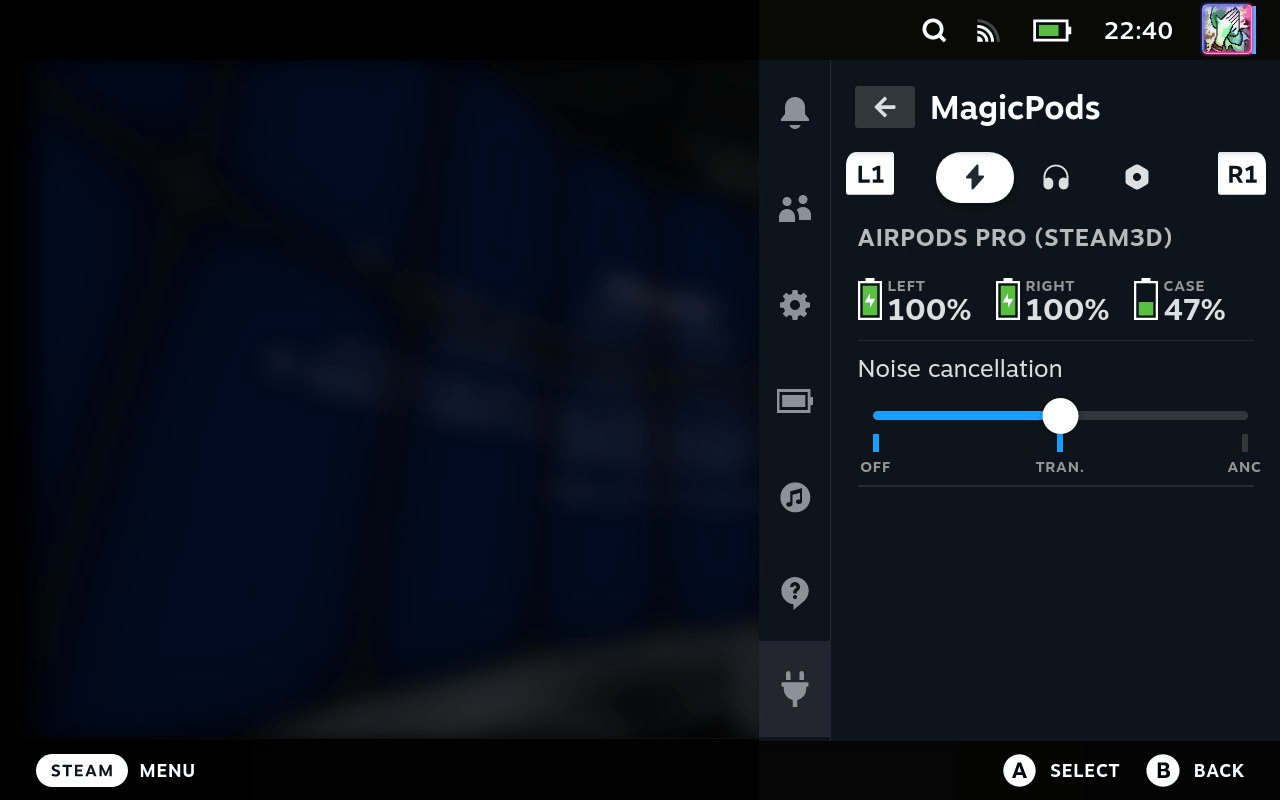 22:40
MagicPods
L1
R1
AIRPODS PRO (STEAM3D)
LEFT
100%
RIGHT
100%
CASE
47%
Noise cancellation
OFF
TRAN.
ANC
STEAM MENU
A SELECT B BACK